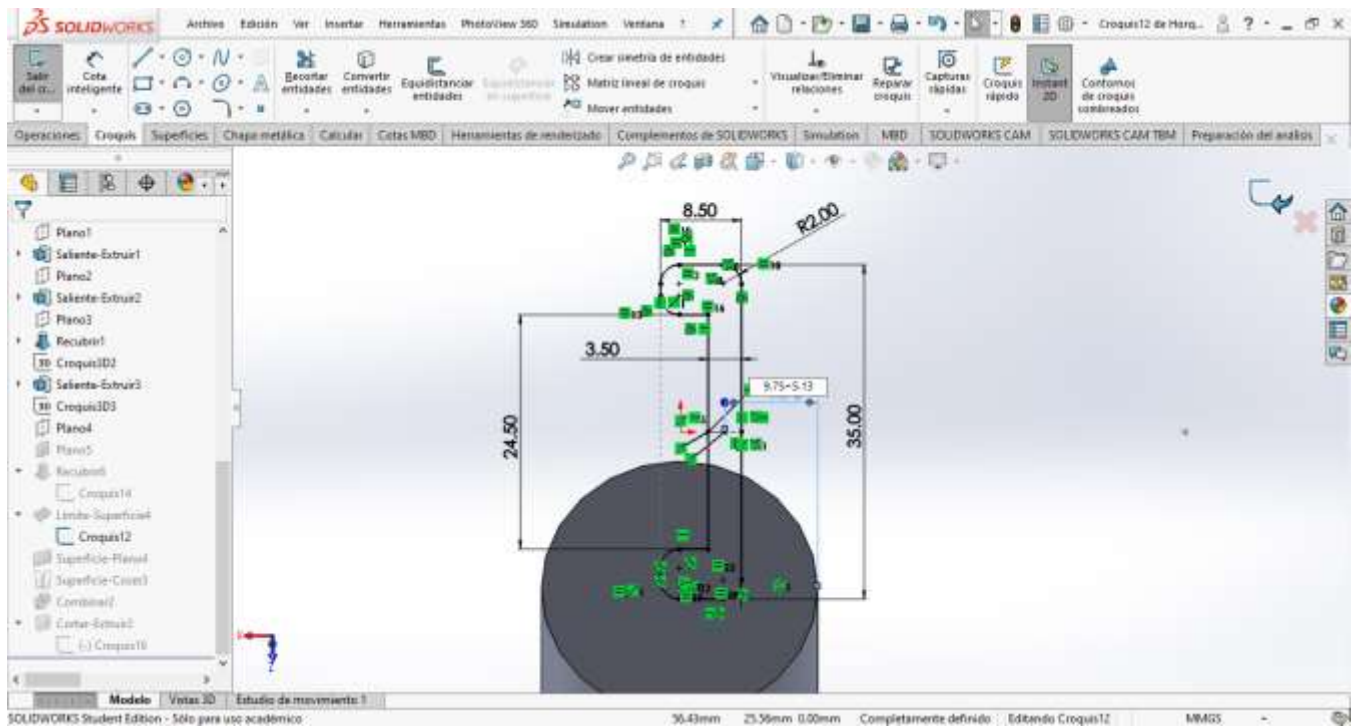 SOLIDWORKS
Archivo Edición Ver Insertar Herramientas PhotoView 360 Simulation Ventana ?
Croquis12 de Horq...
Salir del cr...
Cota inteligente
Recortar entidades
Convertir entidades
Equidistanciar entidades
Crear simetría de entidades
Matriz lineal de croquis
Mover entidades
Visualizar/Eliminar relaciones
Reparar croquis
Capturas rápidas
Croquis rápido
Instant 2D
Contornos de croquis sombreados
Operaciones Croquis Superficies Chapa metálica Calcular Cotas MBD Herramientas de renderizado Complementos de SOLIDWORKS Simulation MBD SOLIDWORKS CAM SOLIDWORKS CAM TBM Preparación del análisis
Plano1
Saliente-Extruir1
Plano2
Saliente-Extruir2
Plano3
Recubrir1
3D Croquis3D2
Saliente-Extruir3
3D Croquis3D3
Plano4
Plano5
Croquis14
Límite-Superficie4
Croquis12
Combinar2
8.50
R2.00
3.50
9.75~5.13
24.50
35.00
Modelo Vistas 3D Estudio de movimiento 1
SOLIDWORKS Student Edition - Sólo para uso académico
56.43mm 25.56mm 0.00mm Completamente definido Editando Croquis12 MMGS